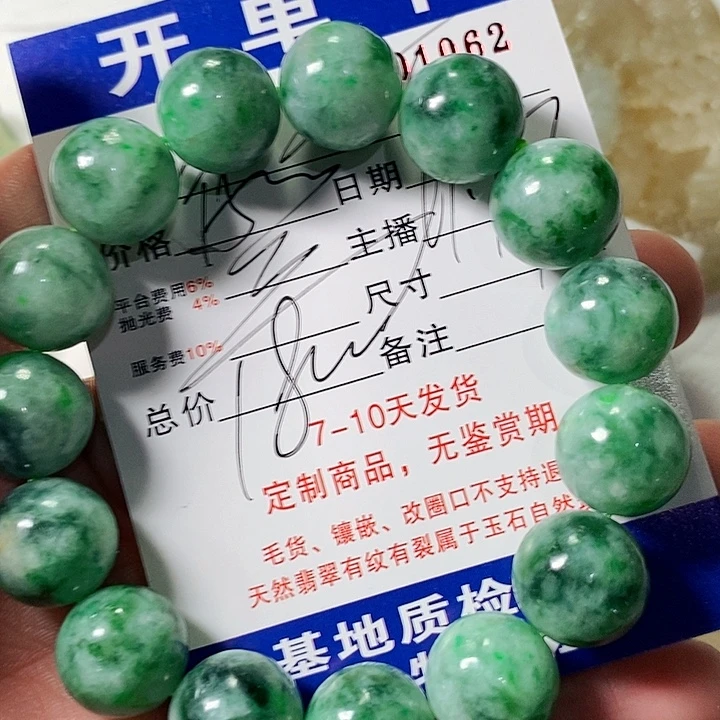 开单
01062
日期
价格 主播
平台费用6%
抛光费 4%
尺寸
服务费10% 备注
总价 18
7-10天发货
定制商品，无鉴赏期
毛货、镶嵌、改圈口不支持退
天然翡翠有纹有裂属于玉石自然
基地质检